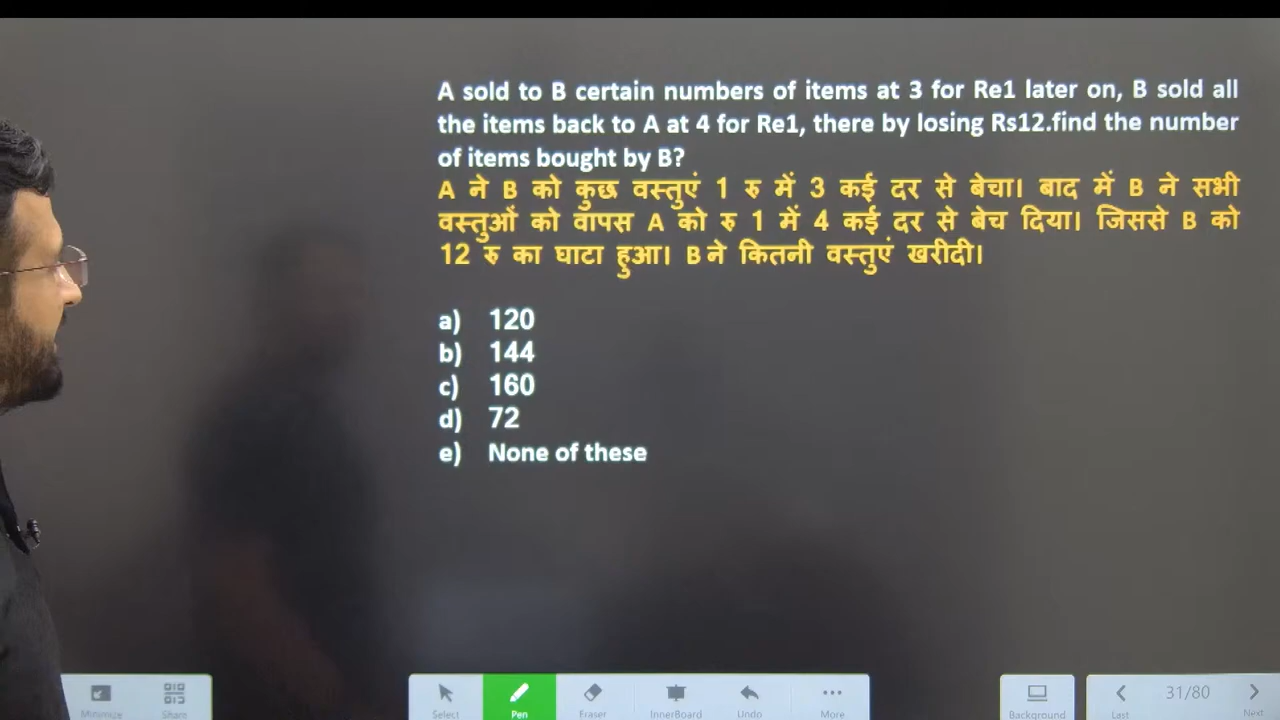 A sold to B certain numbers of items at 3 for Re1 later on, B sold all
the items back to A at 4 for Re1, there by losing Rs12.find the number
of items bought by B?
A ने B को कुछ वस्तुएं 1 रु में 3 कई दर से बेचा। बाद में B ने सभी
वस्तुओं को वापस A को रु 1 में 4 कई दर से बेच दिया। जिससे B को
12 रु का घाटा हुआ। B ने कितनी वस्तुएं खरीदी।
a) 120
b) 144
c) 160
d) 72
e) None of these
Minimize Share Select Pen Eraser InnerBoard Undo More Background Last 31/80 Next